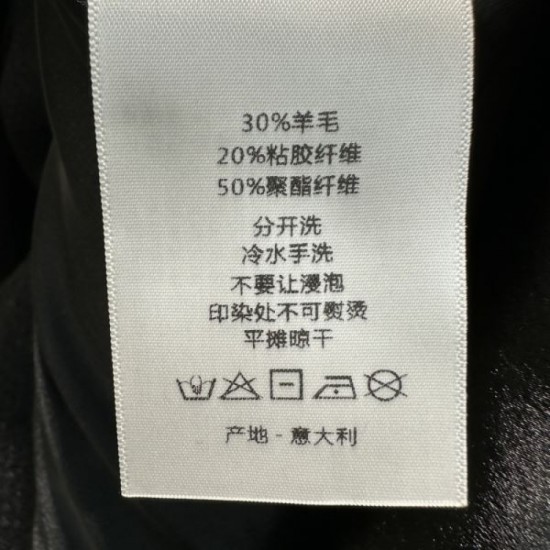 30%羊毛
20%粘胶纤维
50%聚酯纤维
分开洗
冷水手洗
不要让浸泡
印染处不可熨烫
平摊晾干
产地 - 意大利